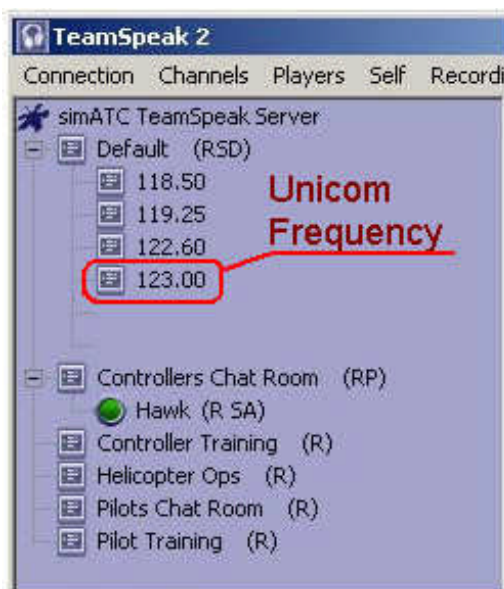 TeamSpeak 2
Connection Channels Players Self Recordi
simATC TeamSpeak Server
Default (RSD)
118.50
119.25
122.60
123.00
Unicom
Frequency
Controllers Chat Room (RP)
Hawk (R SA)
Controller Training (R)
Helicopter Ops (R)
Pilots Chat Room (R)
Pilot Training (R)